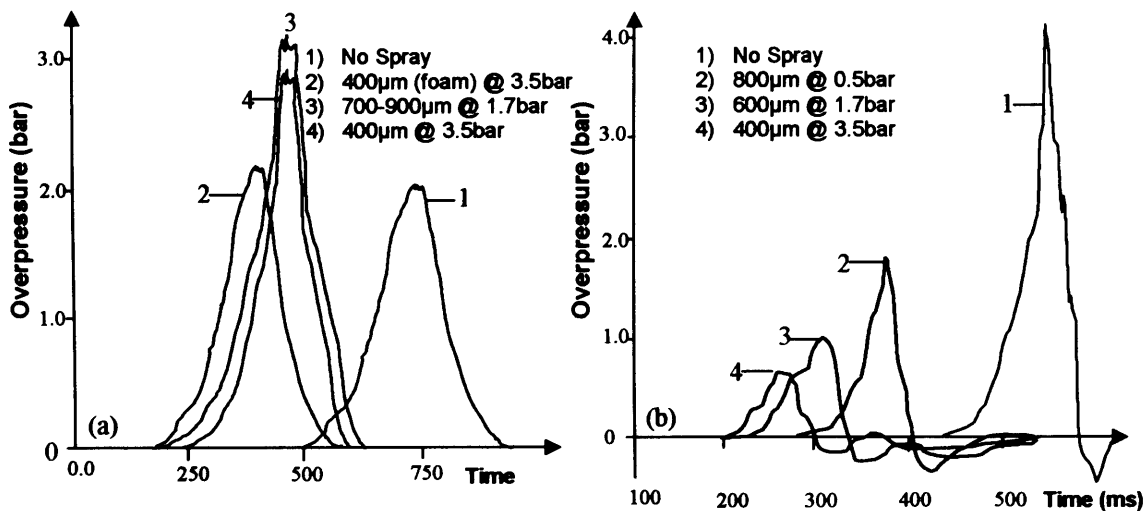 3
3.0
1) No Spray
2) 400µm (foam) @ 3.5bar
3) 700-900µm @ 1.7bar
4) 400µm @ 3.5bar
4
2.0
2
1
1.0
Overpressure (bar)
(a)
0
0.0
250
500
750
Time
4.0
1) No Spray
2) 800µm @ 0.5bar
3) 600µm @ 1.7bar
4) 400µm @ 3.5bar
1
3.0
2.0
2
1.0
3
4
Overpressure (bar)
0
(b)
100
200
300
400
500
Time (ms)